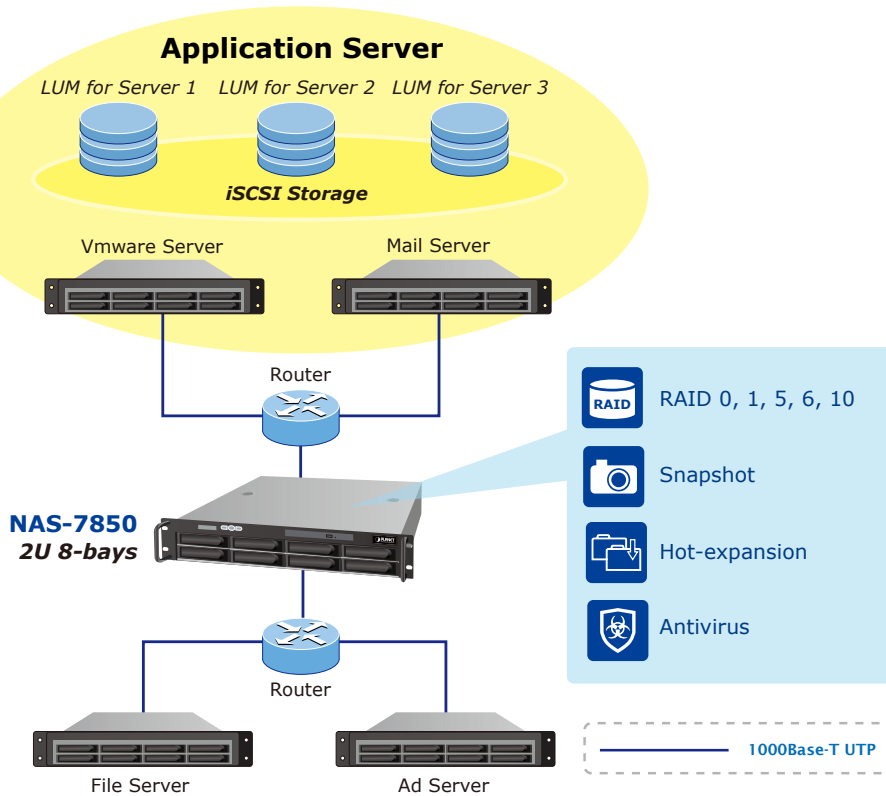 Application Server
LUM for Server 1
LUM for Server 2
LUM for Server 3
iSCSI Storage
Vmware Server
Mail Server
Router
RAID
RAID 0, 1, 5, 6, 10
Snapshot
NAS-7850
2U 8-bays
PLANET
Hot-expansion
Antivirus
Router
1000Base-T UTP
File Server
Ad Server